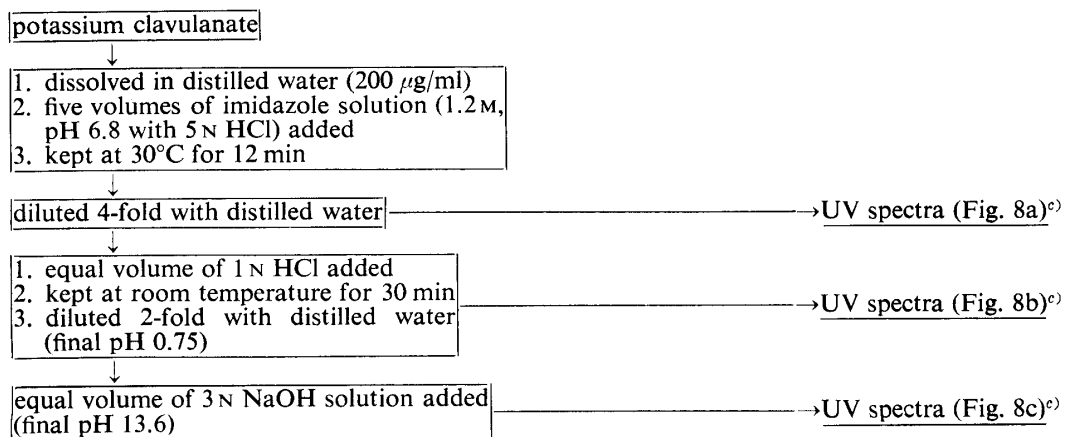 potassium clavulanate
1. dissolved in distilled water (200 μg/ml)
2. five volumes of imidazole solution (1.2 M,
pH 6.8 with 5 N HCl) added
3. kept at 30°C for 12 min
diluted 4-fold with distilled water
UV spectra (Fig. 8a)c)
1. equal volume of 1 N HCl added
2. kept at room temperature for 30 min
3. diluted 2-fold with distilled water
(final pH 0.75)
UV spectra (Fig. 8b)c)
equal volume of 3 N NaOH solution added
(final pH 13.6)
UV spectra (Fig. 8c)c)